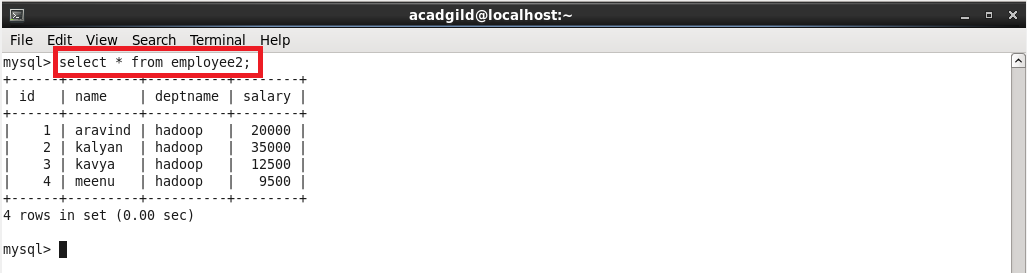 acadgild@localhost:~
File Edit View Search Terminal Help
mysql> select * from employee2;
+------+---------+----------+--------+
| id   | name    | deptname | salary |
+------+---------+----------+--------+
|    1 | aravind | hadoop   |  20000 |
|    2 | kalyan  | hadoop   |  35000 |
|    3 | kavya   | hadoop   |  12500 |
|    4 | meenu   | hadoop   |   9500 |
+------+---------+----------+--------+
4 rows in set (0.00 sec)
mysql>